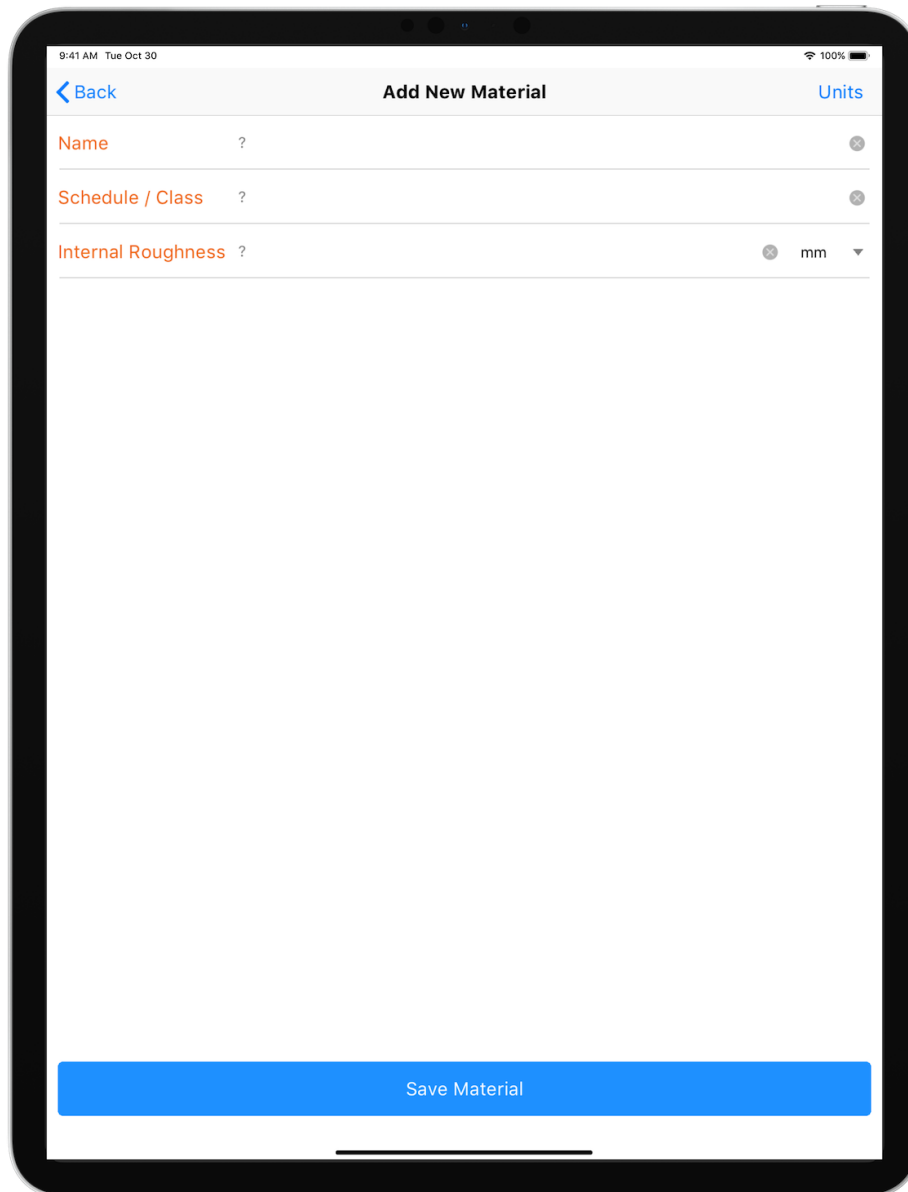 9:41 AM Tue Oct 30 100%
Back Add New Material Units
Name ?
Schedule / Class ?
Internal Roughness ? mm
Save Material